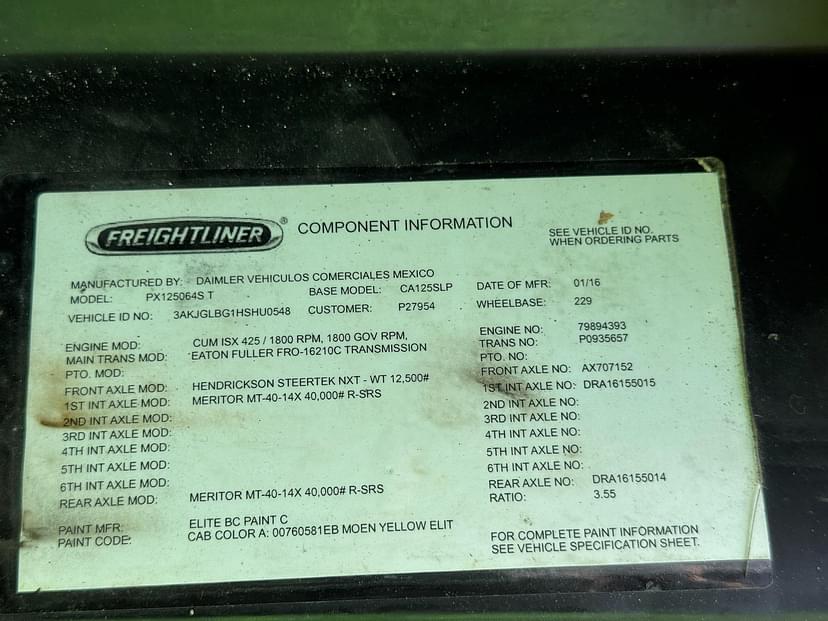 FREIGHTLINER® COMPONENT INFORMATION
SEE VEHICLE ID NO.
WHEN ORDERING PARTS
MANUFACTURED BY: DAIMLER VEHICULOS COMERCIALES MEXICO
MODEL: PX125064S T BASE MODEL: CA125SLP DATE OF MFR: 01/16
VEHICLE ID NO: 3AKJGLBG1HSHU0548 CUSTOMER: P27954 WHEELBASE: 229
ENGINE MOD: CUM ISX 425 / 1800 RPM, 1800 GOV RPM, ENGINE NO: 79894393
MAIN TRANS MOD: EATON FULLER FRO-16210C TRANSMISSION TRANS NO: P0935657
PTO. MOD: PTO. NO:
FRONT AXLE MOD: HENDRICKSON STEERTEK NXT - WT 12,500# FRONT AXLE NO: AX707152
1ST INT AXLE MOD: MERITOR MT-40-14X 40,000# R-SRS 1ST INT AXLE NO: DRA16155015
2ND INT AXLE MOD: 2ND INT AXLE NO:
3RD INT AXLE MOD: 3RD INT AXLE NO:
4TH INT AXLE MOD: 4TH INT AXLE NO:
5TH INT AXLE MOD: 5TH INT AXLE NO:
6TH INT AXLE MOD: 6TH INT AXLE NO:
REAR AXLE MOD: MERITOR MT-40-14X 40,000# R-SRS REAR AXLE NO: DRA16155014
RATIO: 3.55
PAINT MFR: ELITE BC PAINT C
PAINT CODE: CAB COLOR A: 00760581EB MOEN YELLOW ELIT
FOR COMPLETE PAINT INFORMATION
SEE VEHICLE SPECIFICATION SHEET.